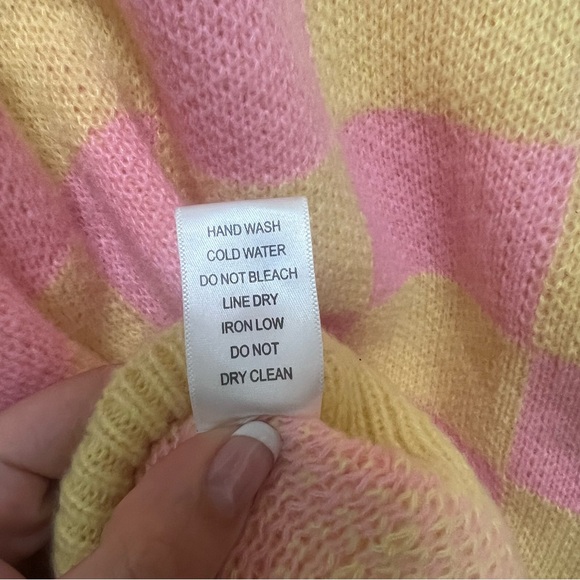 HAND WASH
COLD WATER
DO NOT BLEACH
LINE DRY
IRON LOW
DO NOT
DRY CLEAN